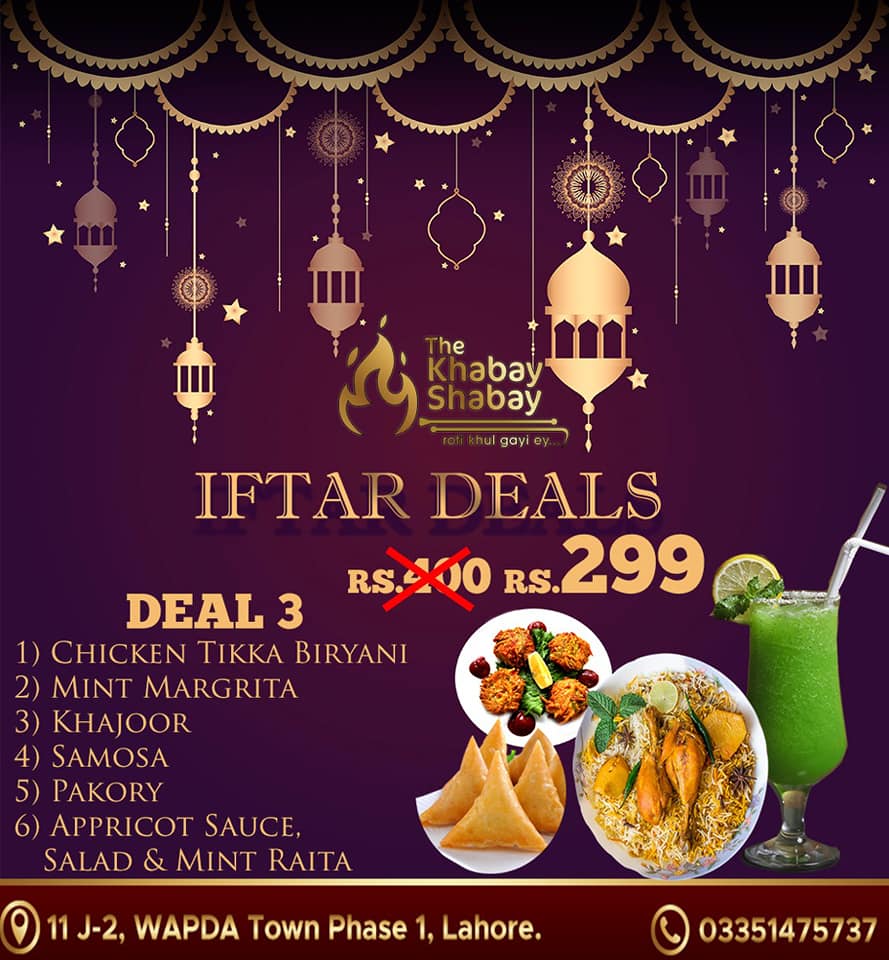 The
Khabay
Shabay
roti khul gayi ey...
IFTAR DEALS
RS.400 RS.299
DEAL 3
1) CHICKEN TIKKA BIRYANI
2) MINT MARGRITA
3) KHAJOOR
4) SAMOSA
5) PAKORY
6) APPRICOT SAUCE,
SALAD & MINT RAITA
11 J-2, WAPDA Town Phase 1, Lahore.
03351475737